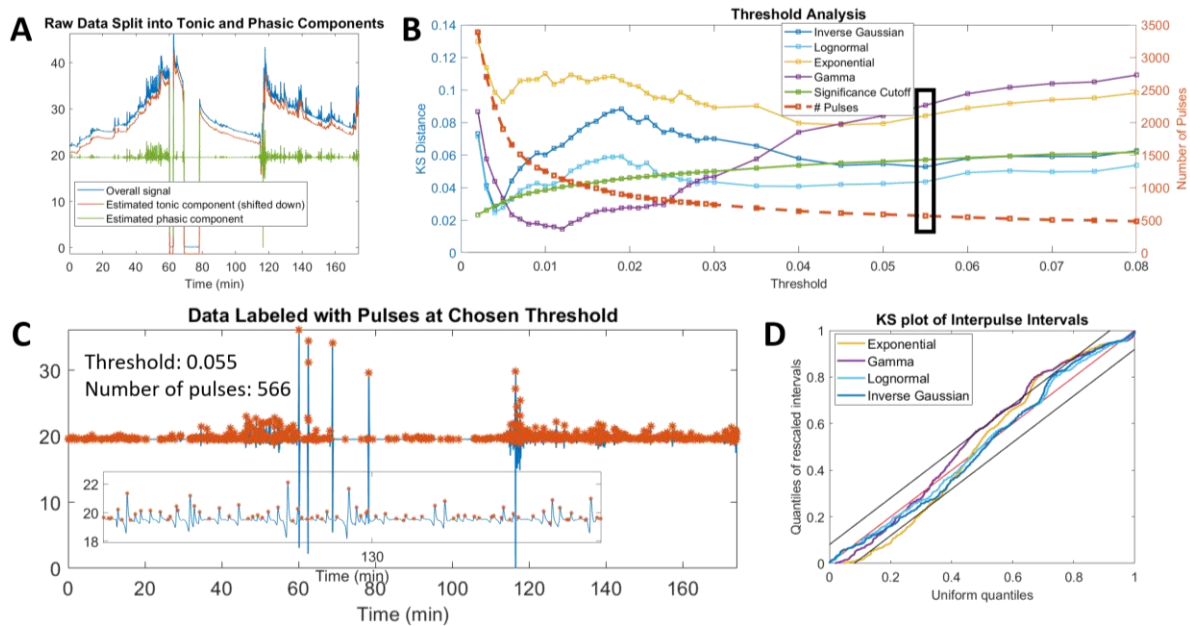 A
Raw Data Split into Tonic and Phasic Components
40
30
20
10
0
Overall signal
Estimated tonic component (shifted down)
Estimated phasic component
0 20 40 60 80 100 120 140 160
Time (min)
B
Threshold Analysis
KS Distance
0.14
0.12
0.1
0.08
0.06
0.04
0.02
0
Inverse Gaussian
Lognormal
Exponential
Gamma
Significance Cutoff
# Pulses
3500
3000
2500
2000
1500
1000
500
0
Number of Pulses
0 0.01 0.02 0.03 0.04 0.05 0.06 0.07 0.08
Threshold
C
Data Labeled with Pulses at Chosen Threshold
Threshold: 0.055
Number of pulses: 566
30
20
10
0
22
20
18
130
Time (min)
0 20 40 60 80 100 120 140 160
Time (min)
D
KS plot of Interpulse Intervals
Quantiles of rescaled intervals
1
0.8
0.6
0.4
0.2
0
Exponential
Gamma
Lognormal
Inverse Gaussian
0 0.2 0.4 0.6 0.8 1
Uniform quantiles